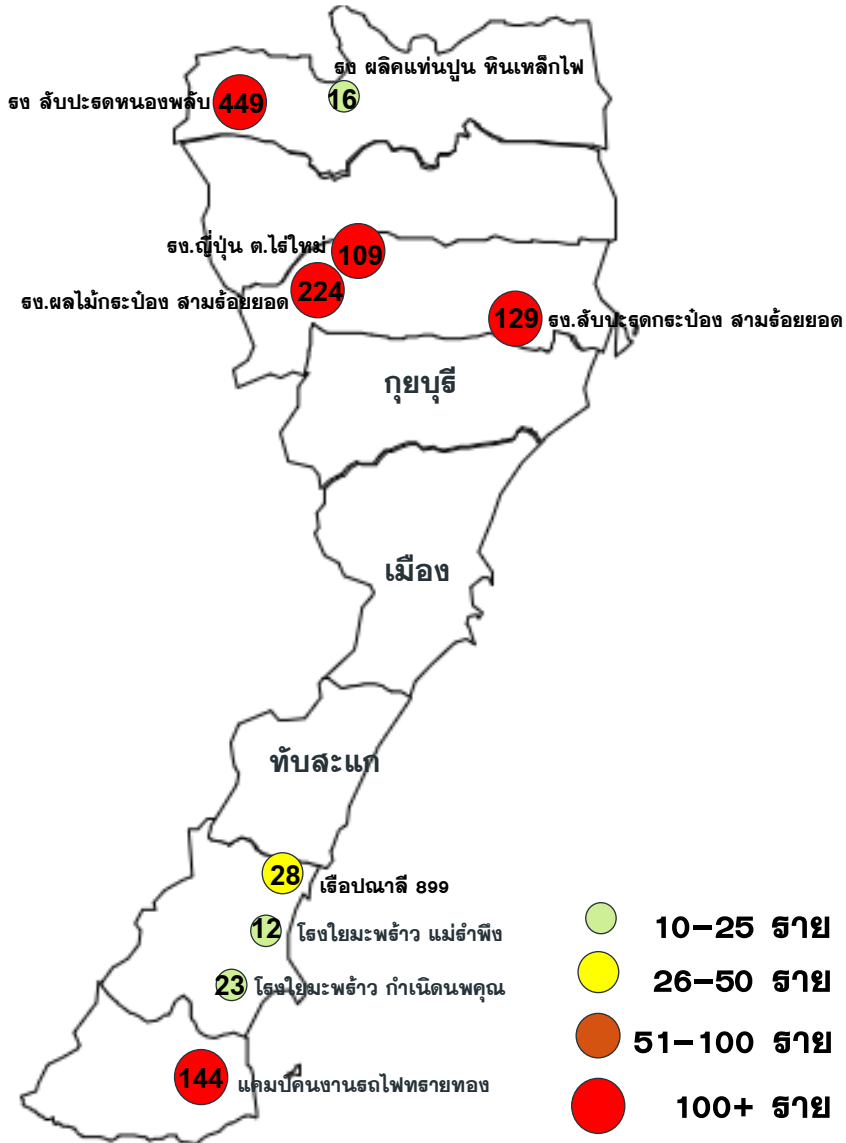 รง ผลิคแท่นปูน หินเหล็กไฟ
รง สับปะรดหนองพลับ 449
16
รง.ญี่ปุ่น ต.ไร่ใหม่ 109
รง.ผลไม้กระป๋อง สามร้อยยอด 224
129 รง.สับปะรดกระป๋อง สามร้อยยอด
กุยบุรี
เมือง
ทับสะแก
28 เรือปณาลี 899
12 โรงใยมะพร้าว แม่รำพึง
23 โรงใยมะพร้าว กำเนิดนพคุณ
144 แคมป์คนงานรถไฟทรายทอง
10-25 ราย
26-50 ราย
51-100 ราย
100+ ราย